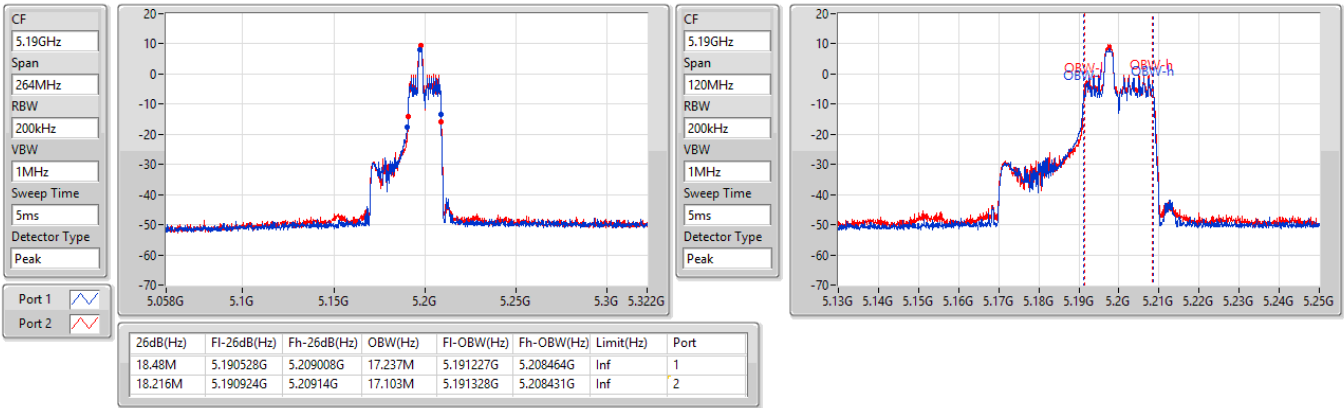 CF
5.19GHz
Span
264MHz
RBW
200kHz
VBW
1MHz
Sweep Time
5ms
Detector Type
Peak
Port 1
Port 2
20-
10-
0-
-10-
-20-
-30-
-40-
-50-
-60-
-70-
5.058G 5.1G 5.15G 5.2G 5.25G 5.3G 5.322G
CF
5.19GHz
Span
120MHz
RBW
200kHz
VBW
1MHz
Sweep Time
5ms
Detector Type
Peak
20-
10-
0-
-10-
-20-
-30-
-40-
-50-
-60-
-70-
OBW-h
OBW-h
5.13G 5.14G 5.15G 5.16G 5.17G 5.18G 5.19G 5.2G 5.21G 5.22G 5.23G 5.24G 5.25G
26dB(Hz) Fl-26dB(Hz) Fh-26dB(Hz) OBW(Hz) Fl-OBW(Hz) Fh-OBW(Hz) Limit(Hz) Port
18.48M 5.190528G 5.209008G 17.237M 5.191227G 5.208464G Inf 1
18.216M 5.190924G 5.20914G 17.103M 5.191328G 5.208431G Inf 2